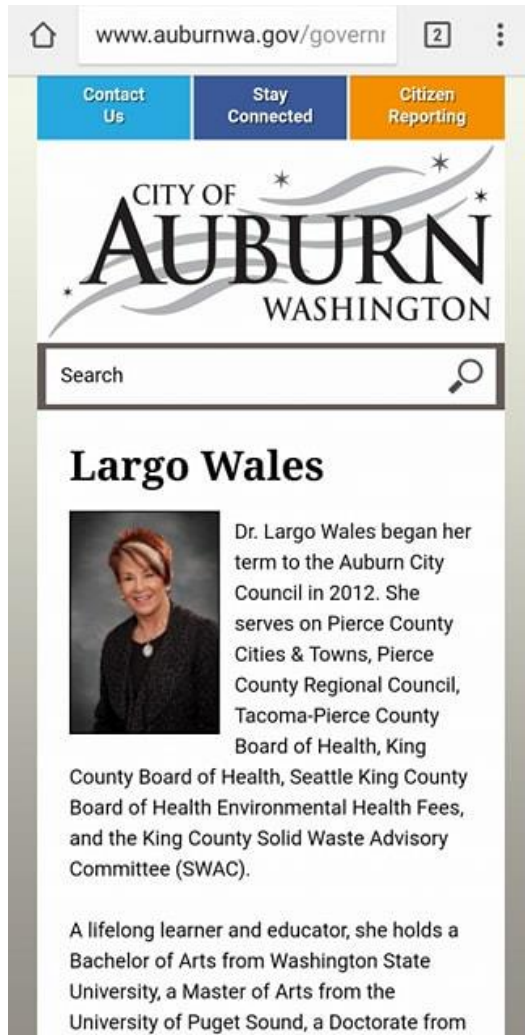 www.auburnwa.gov/govern
2
Contact
Us
Stay
Connected
Citizen
Reporting
CITY OF
AUBURN
WASHINGTON
Search
Largo Wales
Dr. Largo Wales began her
term to the Auburn City
Council in 2012. She
serves on Pierce County
Cities & Towns, Pierce
County Regional Council,
Tacoma-Pierce County
Board of Health, King
County Board of Health, Seattle King County
Board of Health Environmental Health Fees,
and the King County Solid Waste Advisory
Committee (SWAC).
A lifelong learner and educator, she holds a
Bachelor of Arts from Washington State
University, a Master of Arts from the
University of Puget Sound, a Doctorate from